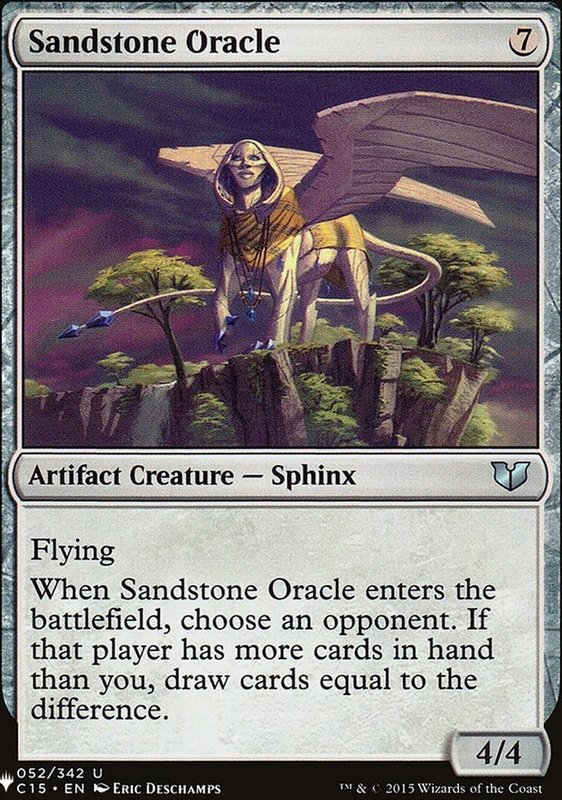 Sandstone Oracle 7
Artifact Creature — Sphinx
Flying
When Sandstone Oracle enters the
battlefield, choose an opponent. If
that player has more cards in hand
than you, draw cards equal to the
difference.
4/4
052/342 U
C15 • EN Eric Deschamps
™ & © 2015 Wizards of the Coast